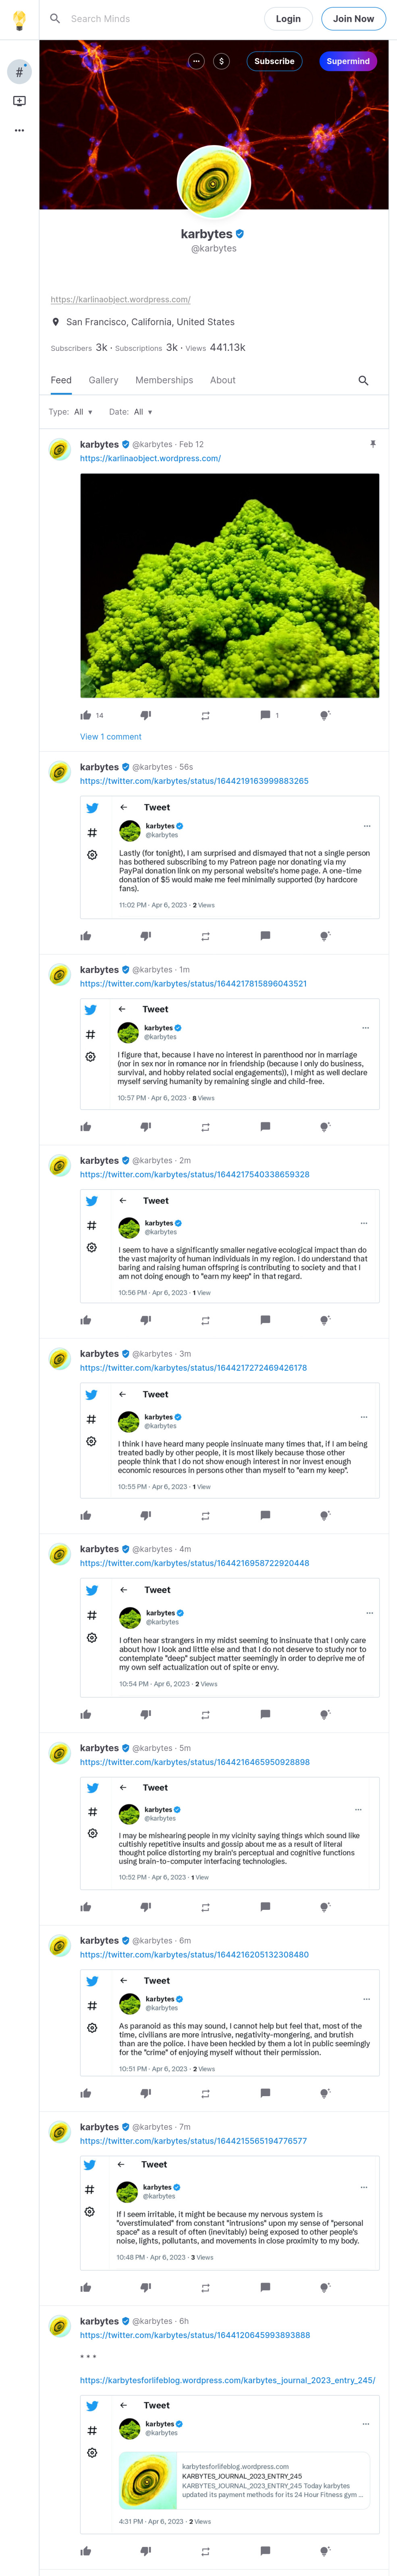 Search Minds
Login
Join Now
#
$
Subscribe
Supermind
karbytes
@karbytes
https://karlinaobject.wordpress.com/
San Francisco, California, United States
Subscribers 3k · Subscriptions 3k · Views 441.13k
Feed Gallery Memberships About
Type: All ▾ Date: All ▾
karbytes @karbytes · Feb 12
https://karlinaobject.wordpress.com/
14 1
View 1 comment
karbytes @karbytes · 56s
https://twitter.com/karbytes/status/1644219163999883265
← Tweet
karbytes
@karbytes
Lastly (for tonight), I am surprised and dismayed that not a single person
has bothered subscribing to my Patreon page nor donating via my
PayPal donation link on my personal website's home page. A one-time
donation of $5 would make me feel minimally supported (by hardcore
fans).
11:02 PM · Apr 6, 2023 · 2 Views
karbytes @karbytes · 1m
https://twitter.com/karbytes/status/1644217815896043521
← Tweet
karbytes
@karbytes
I figure that, because I have no interest in parenthood nor in marriage
(nor in sex nor in romance nor in friendship (because I only do business,
survival, and hobby related social engagements)), I might as well declare
myself serving humanity by remaining single and child-free.
10:57 PM · Apr 6, 2023 · 8 Views
karbytes @karbytes · 2m
https://twitter.com/karbytes/status/1644217540338659328
← Tweet
karbytes
@karbytes
I seem to have a significantly smaller negative ecological impact than do
the vast majority of human individuals in my region. I do understand that
baring and raising human offspring is contributing to society and that I
am not doing enough to "earn my keep" in that regard.
10:56 PM · Apr 6, 2023 · 1 View
karbytes @karbytes · 3m
https://twitter.com/karbytes/status/1644217272469426178
← Tweet
karbytes
@karbytes
I think I have heard many people insinuate many times that, if I am being
treated badly by other people, it is most likely because those other
people think that I do not show enough interest in nor invest enough
economic resources in persons other than myself to "earn my keep".
10:55 PM · Apr 6, 2023 · 1 View
karbytes @karbytes · 4m
https://twitter.com/karbytes/status/1644216958722920448
← Tweet
karbytes
@karbytes
I often hear strangers in my midst seeming to insinuate that I only care
about how I look and little else and that I do not deserve to study nor to
contemplate "deep" subject matter seemingly in order to deprive me of
my own self actualization out of spite or envy.
10:54 PM · Apr 6, 2023 · 2 Views
karbytes @karbytes · 5m
https://twitter.com/karbytes/status/1644216465950928898
← Tweet
karbytes
@karbytes
I may be mishearing people in my vicinity saying things which sound like
cultishly repetitive insults and gossip about me as a result of literal
thought police distorting my brain's perceptual and cognitive functions
using brain-to-computer interfacing technologies.
10:52 PM · Apr 6, 2023 · 1 View
karbytes @karbytes · 6m
https://twitter.com/karbytes/status/1644216205132308480
← Tweet
karbytes
@karbytes
As paranoid as this may sound, I cannot help but feel that, most of the
time, civilians are more intrusive, negativity-mongering, and brutish
than are the police. I have been heckled by them a lot in public seemingly
for the "crime" of enjoying myself without their permission.
10:51 PM · Apr 6, 2023 · 2 Views
karbytes @karbytes · 7m
https://twitter.com/karbytes/status/1644215565194776577
← Tweet
karbytes
@karbytes
If I seem irritable, it might be because my nervous system is
"overstimulated" from constant "intrusions" upon my sense of "personal
space" as a result of often (inevitably) being exposed to other people's
noise, lights, pollutants, and movements in close proximity to my body.
10:48 PM · Apr 6, 2023 · 3 Views
karbytes @karbytes · 6h
https://twitter.com/karbytes/status/1644120645993893888
* * *
https://karbytesforlifeblog.wordpress.com/karbytes_journal_2023_entry_245/
← Tweet
karbytes
@karbytes
karbytesforlifeblog.wordpress.com
KARBYTES_JOURNAL_2023_ENTRY_245
KARBYTES_JOURNAL_2023_ENTRY_245 Today karbytes
updated its payment methods for its 24 Hour Fitness gym ...
4:31 PM · Apr 6, 2023 · 2 Views